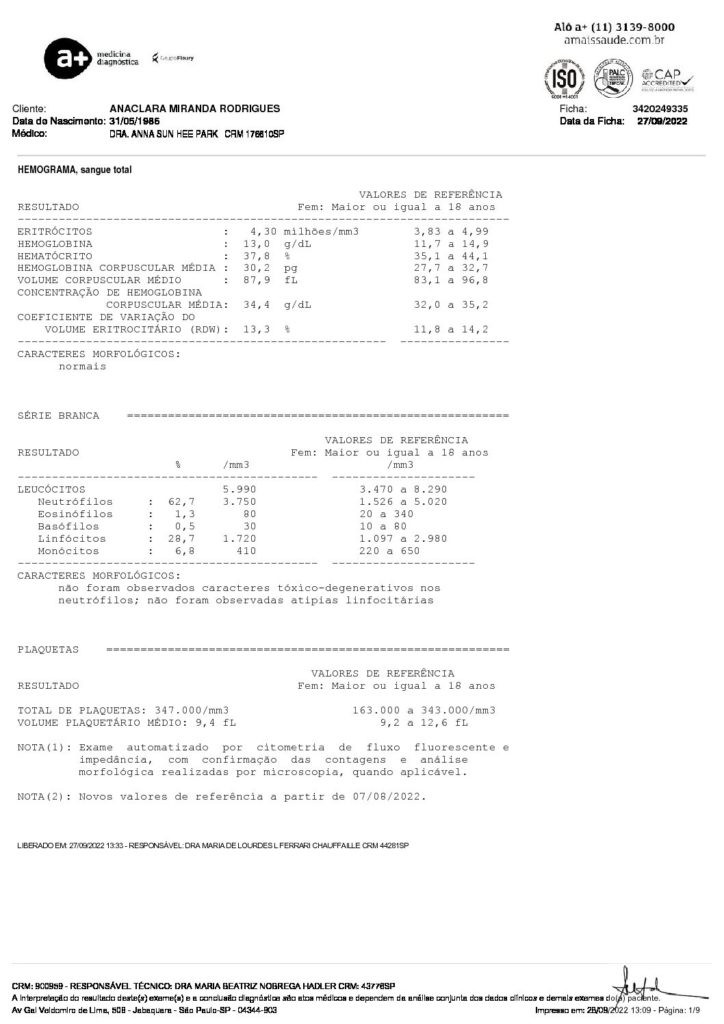 Alô a+ (11) 3139-8000
amaissaude.com.br
a+ medicina
diagnóstica
GrupoFleury
ISO
PALC
CAP
ACCREDITED
Cliente: ANACLARA MIRANDA RODRIGUES
Ficha: 3420249335
Data de Nascimento: 31/05/1985
Data da Ficha: 27/09/2022
Médico: DRA. ANNA SUN HEE PARK CRM 176610SP
HEMOGRAMA, sangue total
VALORES DE REFERÊNCIA
RESULTADO Fem: Maior ou igual a 18 anos
ERITRÓCITOS : 4,30 milhões/mm3 3,83 a 4,99
HEMOGLOBINA : 13,0 g/dL 11,7 a 14,9
HEMATÓCRITO : 37,8 % 35,1 a 44,1
HEMOGLOBINA CORPUSCULAR MÉDIA : 30,2 pg 27,7 a 32,7
VOLUME CORPUSCULAR MÉDIO : 87,9 fL 83,1 a 96,8
CONCENTRAÇÃO DE HEMOGLOBINA
CORPUSCULAR MÉDIA: 34,4 g/dL 32,0 a 35,2
COEFICIENTE DE VARIAÇÃO DO
VOLUME ERITROCITÁRIO (RDW): 13,3 % 11,8 a 14,2
CARACTERES MORFOLÓGICOS:
normais
SÉRIE BRANCA
VALORES DE REFERÊNCIA
RESULTADO Fem: Maior ou igual a 18 anos
% /mm3 /mm3
LEUCÓCITOS 5.990 3.470 a 8.290
Neutrófilos : 62,7 3.750 1.526 a 5.020
Eosinófilos : 1,3 80 20 a 340
Basófilos : 0,5 30 10 a 80
Linfócitos : 28,7 1.720 1.097 a 2.980
Monócitos : 6,8 410 220 a 650
CARACTERES MORFOLÓGICOS:
não foram observados caracteres tóxico-degenerativos nos
neutrófilos; não foram observadas atipias linfocitárias
PLAQUETAS
VALORES DE REFERÊNCIA
RESULTADO Fem: Maior ou igual a 18 anos
TOTAL DE PLAQUETAS: 347.000/mm3 163.000 a 343.000/mm3
VOLUME PLAQUETÁRIO MÉDIO: 9,4 fL 9,2 a 12,6 fL
NOTA(1): Exame automatizado por citometria de fluxo fluorescente e
impedância, com confirmação das contagens e análise
morfológica realizadas por microscopia, quando aplicável.
NOTA(2): Novos valores de referência a partir de 07/08/2022.
LIBERADO EM: 27/09/2022 13:33 - RESPONSÁVEL: DRA MARIA DE LOURDES L FERRARI CHAUFFAILLE CRM 44281SP
CRM: 900959 - RESPONSÁVEL TÉCNICO: DRA MARIA BEATRIZ NOBREGA HADLER CRM: 43776SP
A interpretação do resultado deste(s) exame(s) e a conclusão diagnóstica são atos médicos e dependem da análise conjunta dos dados clínicos e demais exames do(a) paciente.
Av Gal Valdomiro de Lima, 508 - Jabaquara - São Paulo-SP - 04344-903
Impresso em: 28/09/2022 13:09 - Página: 1/9